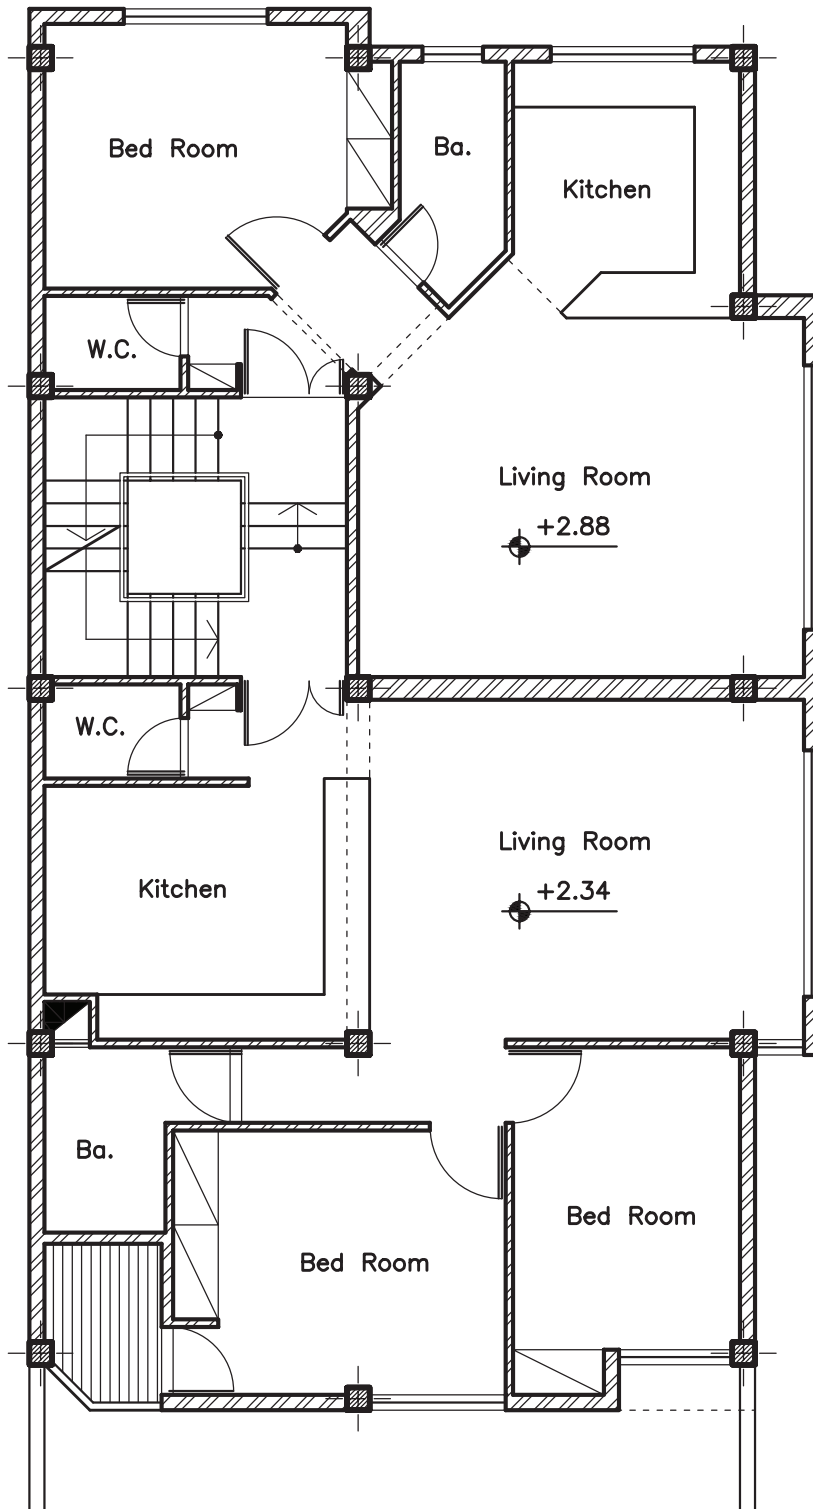 Bed Room
Ba.
Kitchen
W.C.
Living Room
+2.88
W.C.
Living Room
Kitchen
+2.34
Ba.
Bed Room
Bed Room